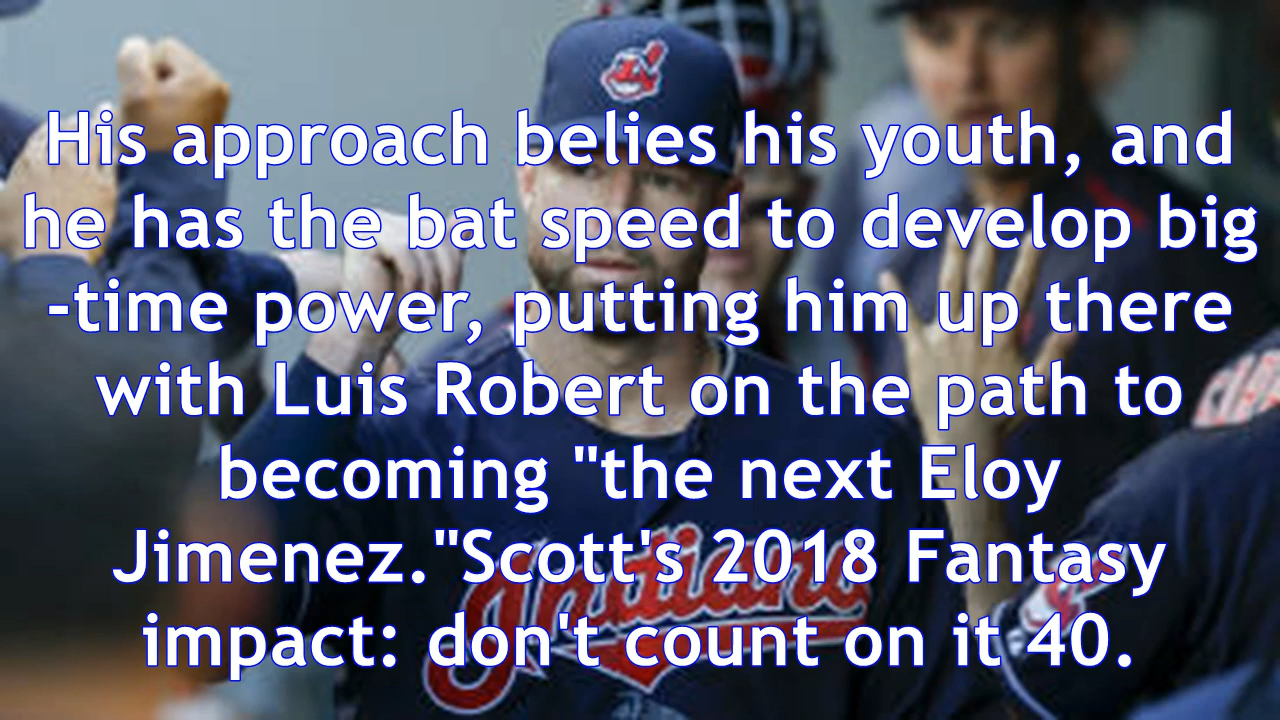 His approach belies his youth, and
he has the bat speed to develop big
-time power, putting him up there
with Luis Robert on the path to
becoming "the next Eloy
Jimenez."Scott's 2018 Fantasy
impact: don't count on it 40.
Indians